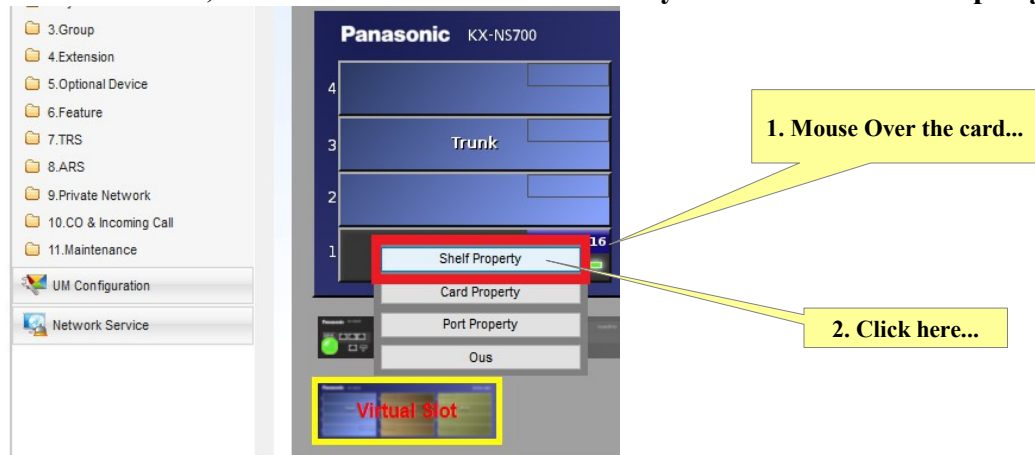 3.Group
4.Extension
5.Optional Device
6.Feature
7.TRS
8.ARS
9.Private Network
10.CO & Incoming Call
11.Maintenance
UM Configuration
Network Service
Panasonic KX-NS700
4
3 Trunk
2
1 16
Shelf Property
Card Property
Port Property
Ous
Virtual Slot
1. Mouse Over the card...
2. Click here...